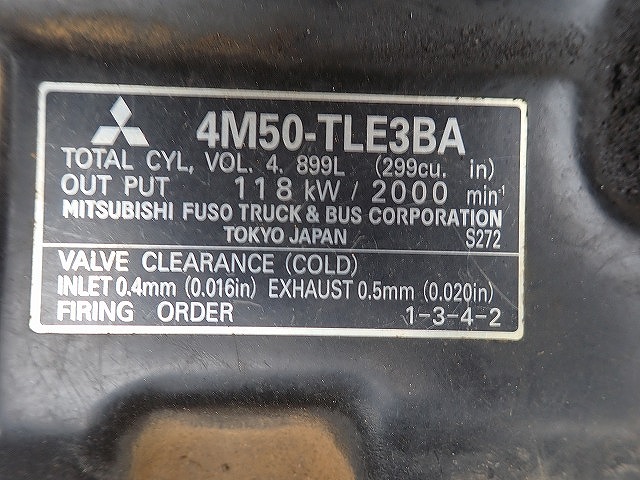 4M50-TLE3BA
TOTAL CYL, VOL. 4. 899L (299cu. in)
OUT PUT 118 kW / 2000 min-1
MITSUBISHI FUSO TRUCK & BUS CORPORATION
TOKYO JAPAN S272
VALVE CLEARANCE (COLD)
INLET 0.4mm (0.016in) EXHAUST 0.5mm (0.020in)
FIRING ORDER 1-3-4-2